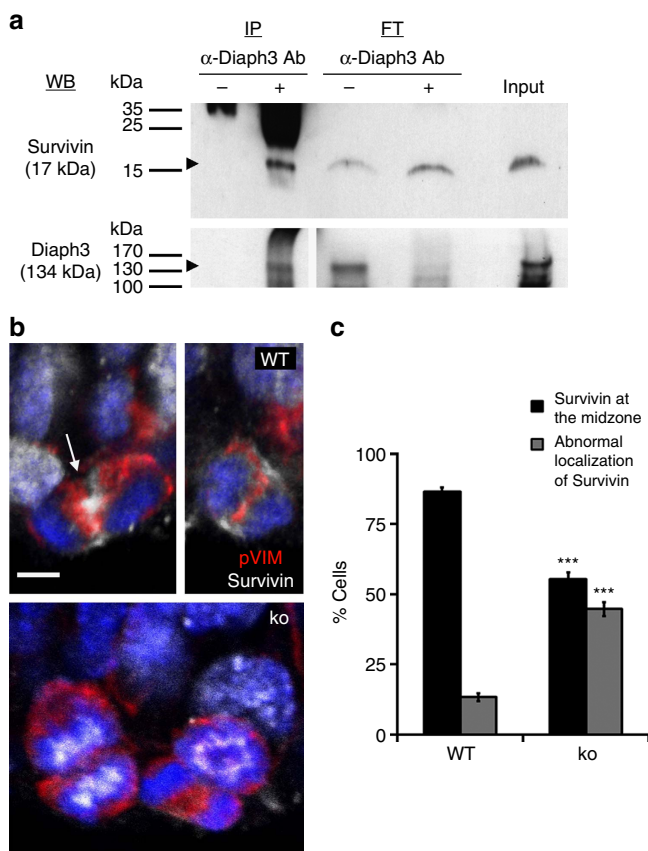 a
IP
FT
α-Diaph3 Ab
α-Diaph3 Ab
WB
kDa
–
+
–
+
Input
35
25
Survivin
(17 kDa)
15
kDa
170
Diaph3
(134 kDa)
130
100
b
WT
pVIM
Survivin
ko
c
Survivin at
the midzone
Abnormal
localization
of Survivin
100
75
50
25
0
% Cells
***
***
WT
ko